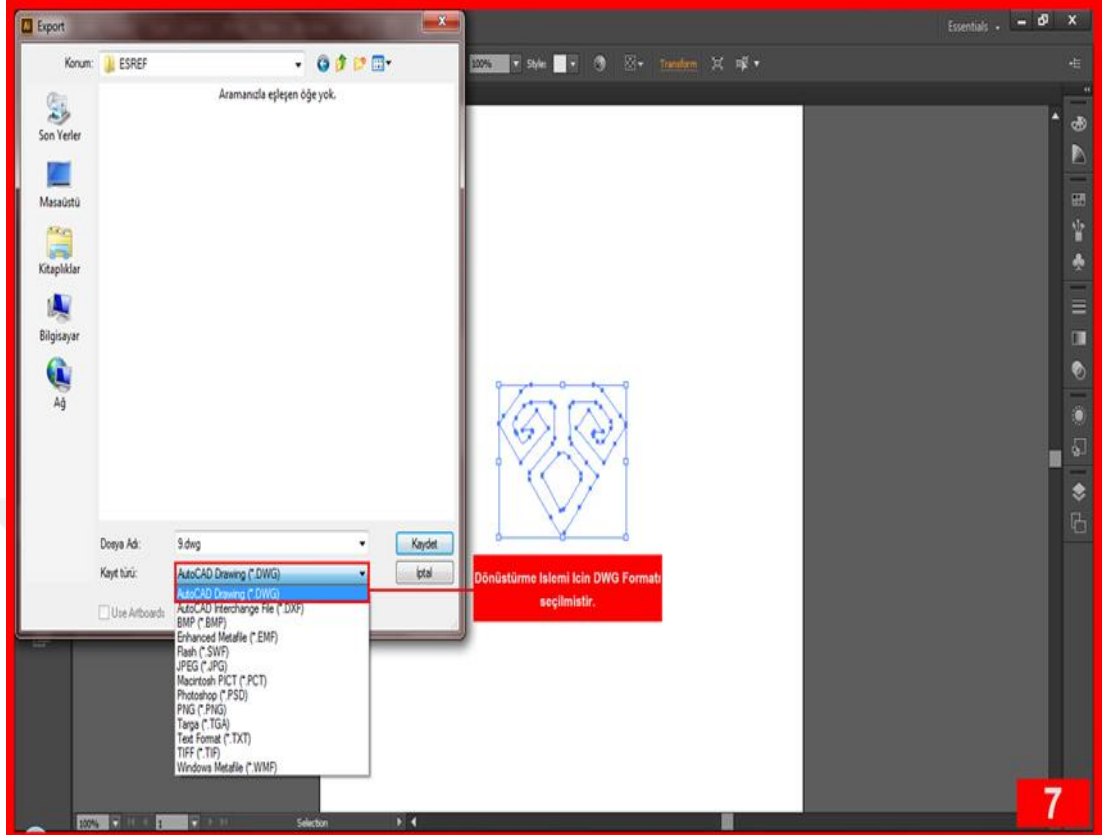 Ai Export
Essentials
Konum: ESREF
100% Style: Transform
Aramanızla eşleşen öğe yok.
Son Yerler
Masaüstü
Kitaplıklar
Bilgisayar
Ağ
Dosya Adı: 9.dwg Kaydet
Kayıt türü: AutoCAD Drawing (*.DWG) İptal
AutoCAD Drawing (*.DWG)
Use Artboards
AutoCAD Interchange File (*.DXF)
BMP (*.BMP)
Enhanced Metafile (*.EMF)
Flash (*.SWF)
JPEG (*.JPG)
Macintosh PICT (*.PCT)
Photoshop (*.PSD)
PNG (*.PNG)
Targa (*.TGA)
Text Format (*.TXT)
TIFF (*.TIF)
Windows Metafile (*.WMF)
Dönüstürme Islemi Icin DWG Formatı
seçilmistir.
7
100% 1 Selection